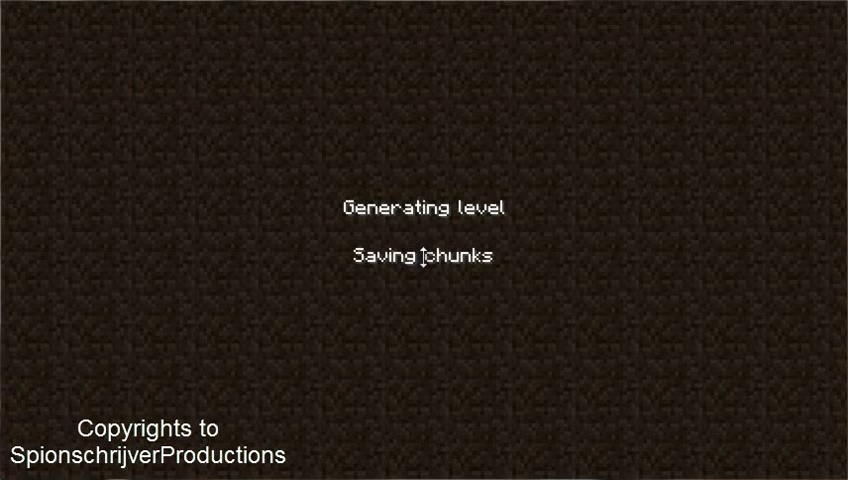 Generating level
Saving chunks
Copyrights to
SpionschrijverProductions